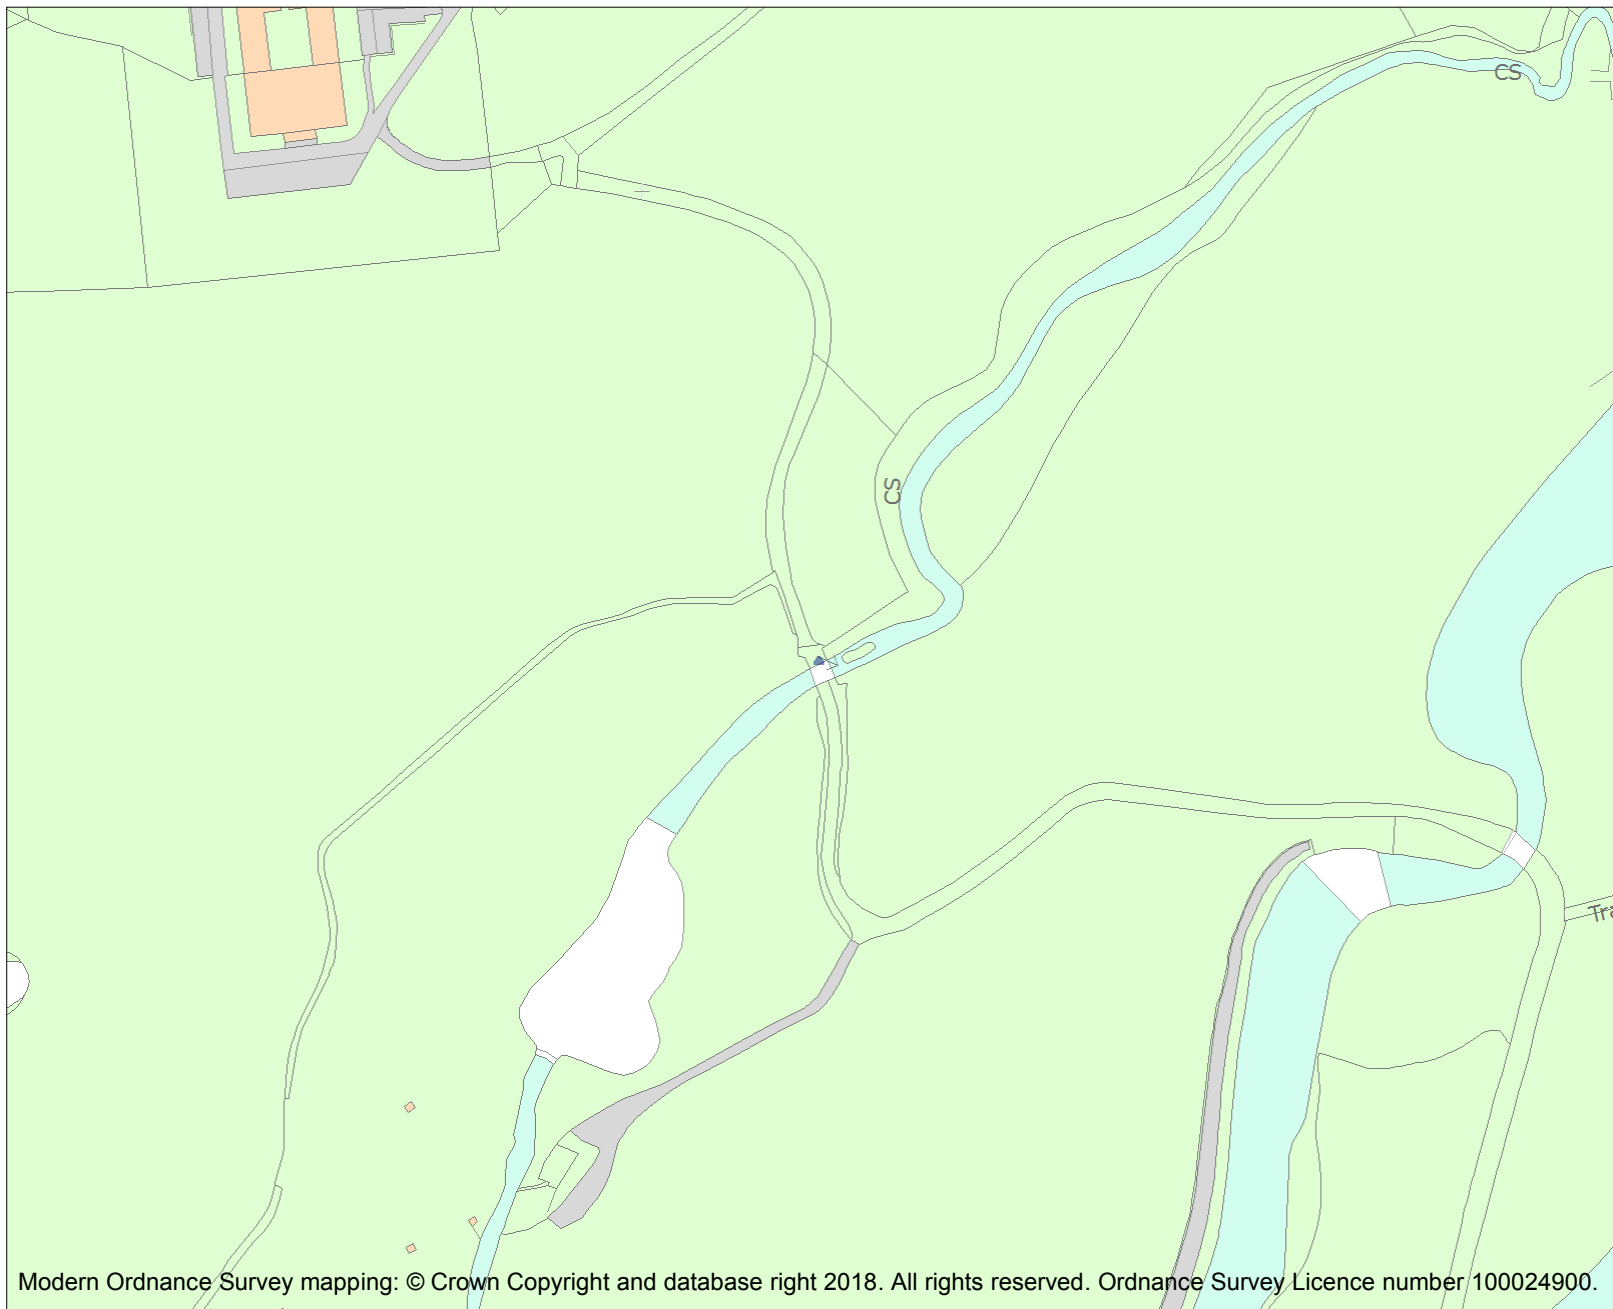 CS
CS
Modern Ordnance Survey mapping: © Crown Copyright and database right 2018. All rights reserved. Ordnance Survey Licence number 100024900.